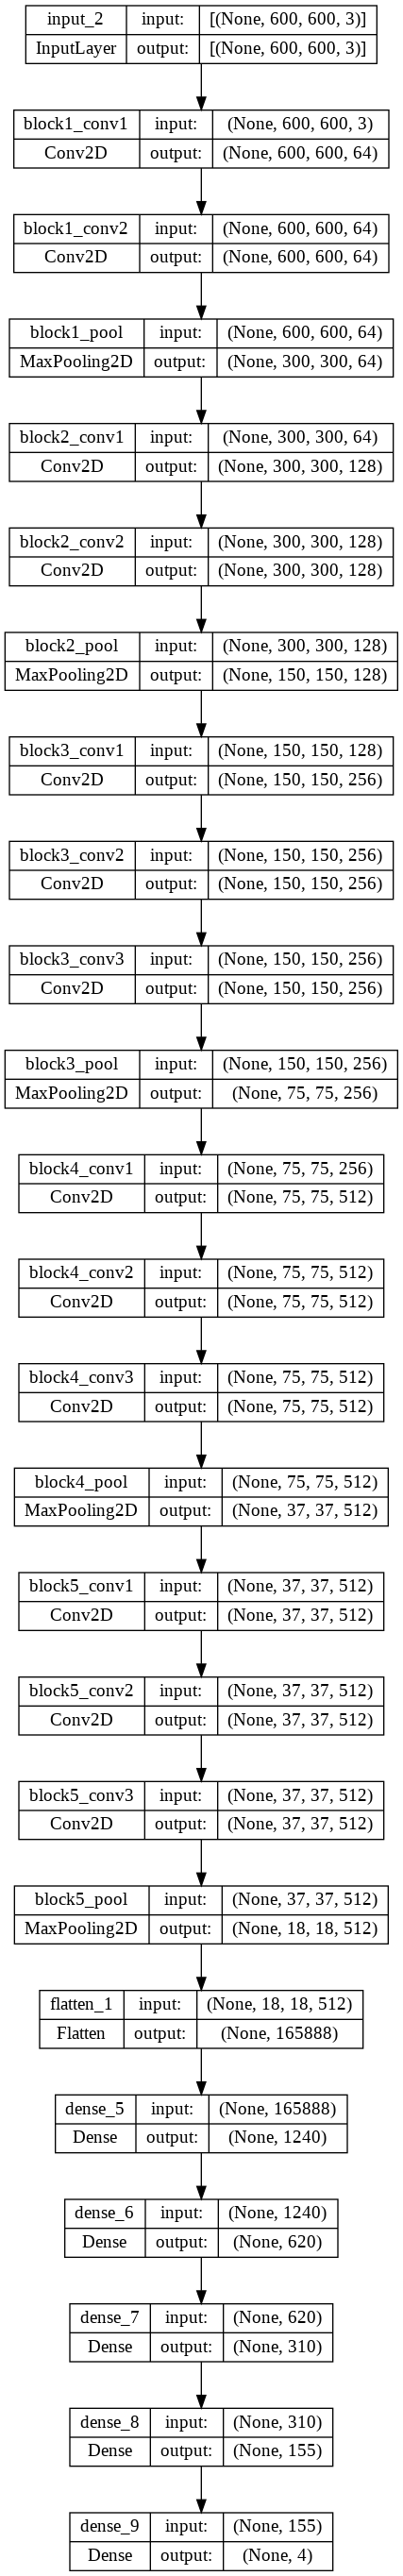 input_2 input: [(None, 600, 600, 3)]
InputLayer output: [(None, 600, 600, 3)]
block1_conv1 input: (None, 600, 600, 3)
Conv2D output: (None, 600, 600, 64)
block1_conv2 input: (None, 600, 600, 64)
Conv2D output: (None, 600, 600, 64)
block1_pool input: (None, 600, 600, 64)
MaxPooling2D output: (None, 300, 300, 64)
block2_conv1 input: (None, 300, 300, 64)
Conv2D output: (None, 300, 300, 128)
block2_conv2 input: (None, 300, 300, 128)
Conv2D output: (None, 300, 300, 128)
block2_pool input: (None, 300, 300, 128)
MaxPooling2D output: (None, 150, 150, 128)
block3_conv1 input: (None, 150, 150, 128)
Conv2D output: (None, 150, 150, 256)
block3_conv2 input: (None, 150, 150, 256)
Conv2D output: (None, 150, 150, 256)
block3_conv3 input: (None, 150, 150, 256)
Conv2D output: (None, 150, 150, 256)
block3_pool input: (None, 150, 150, 256)
MaxPooling2D output: (None, 75, 75, 256)
block4_conv1 input: (None, 75, 75, 256)
Conv2D output: (None, 75, 75, 512)
block4_conv2 input: (None, 75, 75, 512)
Conv2D output: (None, 75, 75, 512)
block4_conv3 input: (None, 75, 75, 512)
Conv2D output: (None, 75, 75, 512)
block4_pool input: (None, 75, 75, 512)
MaxPooling2D output: (None, 37, 37, 512)
block5_conv1 input: (None, 37, 37, 512)
Conv2D output: (None, 37, 37, 512)
block5_conv2 input: (None, 37, 37, 512)
Conv2D output: (None, 37, 37, 512)
block5_conv3 input: (None, 37, 37, 512)
Conv2D output: (None, 37, 37, 512)
block5_pool input: (None, 37, 37, 512)
MaxPooling2D output: (None, 18, 18, 512)
flatten_1 input: (None, 18, 18, 512)
Flatten output: (None, 165888)
dense_5 input: (None, 165888)
Dense output: (None, 1240)
dense_6 input: (None, 1240)
Dense output: (None, 620)
dense_7 input: (None, 620)
Dense output: (None, 310)
dense_8 input: (None, 310)
Dense output: (None, 155)
dense_9 input: (None, 155)
Dense output: (None, 4)